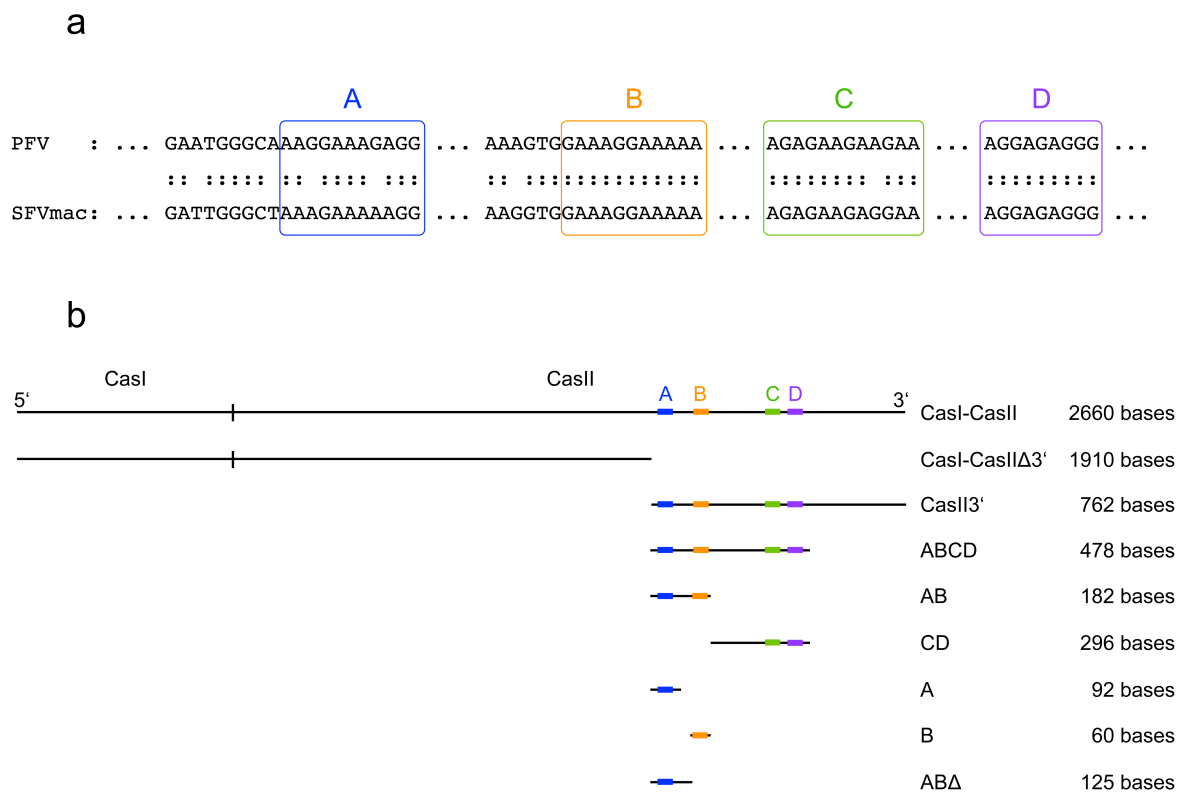 a
A B C D
PFV : ... GAATGGGCAAAGGAAAGAGG ... AAAGTGGAAAGGAAAAA ... AGAGAAGAAGAA ... AGGAGAGGG ...
:: ::::: :: :::: ::: :: :::::::::::::: :::::::: ::: :::::::::
SFVmac: ... GATTGGGCTAAAGAAAAAGG ... AAGGTGGAAAGGAAAAA ... AGAGAAGAGGAA ... AGGAGAGGG ...
b
CasI CasII
5‘ A B C D 3‘
CasI-CasII 2660 bases
CasI-CasIIΔ3‘ 1910 bases
CasII3‘ 762 bases
ABCD 478 bases
AB 182 bases
CD 296 bases
A 92 bases
B 60 bases
ABΔ 125 bases